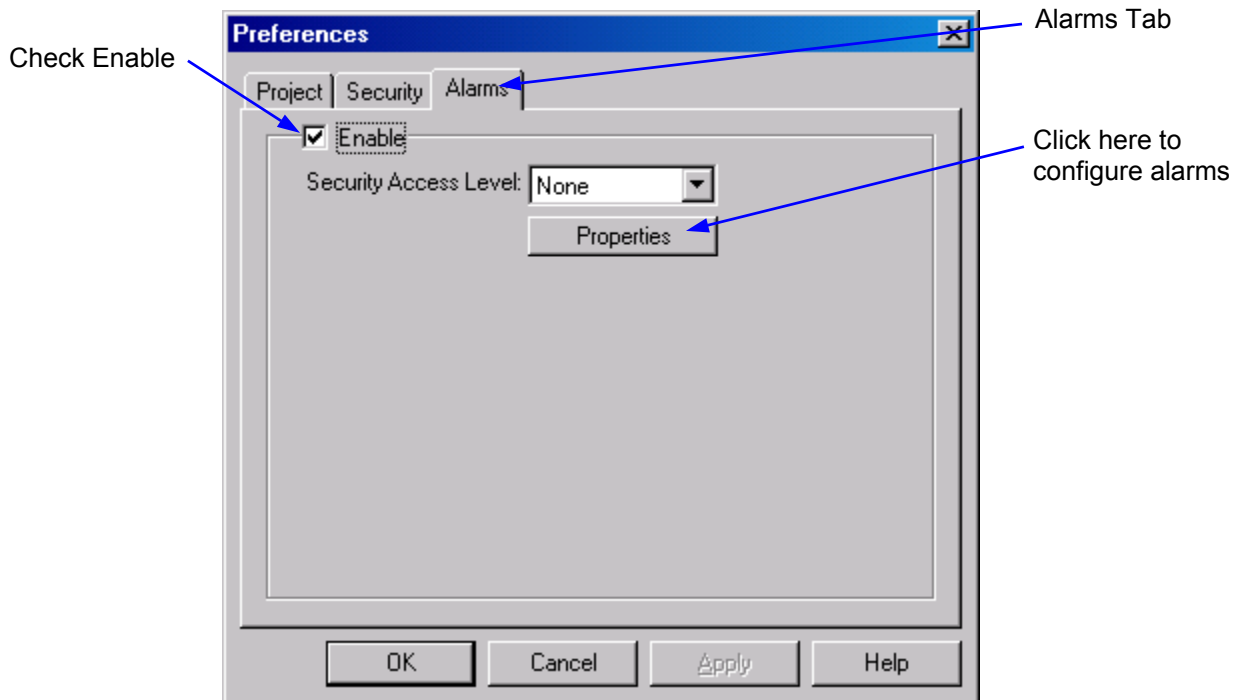 Alarms Tab
Preferences
Check Enable
Project
Security
Alarms
Enable
Click here to
configure alarms
Security Access Level:
None
Properties
OK
Cancel
Apply
Help